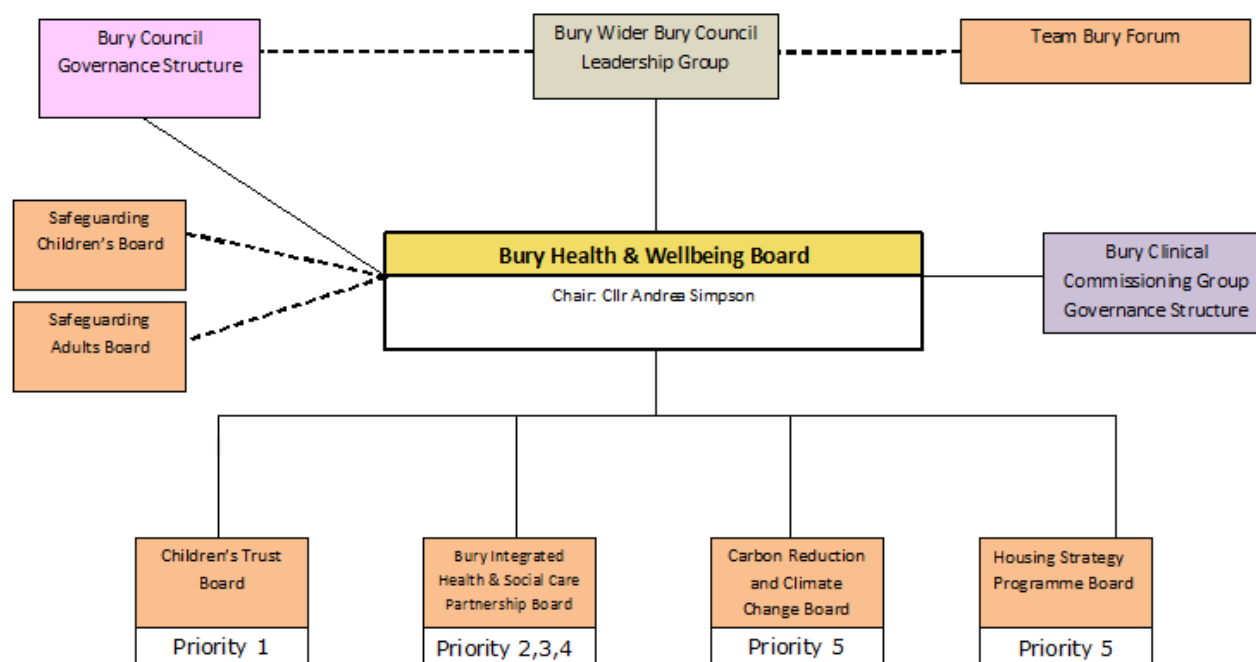 Bury Council
Governance Structure
Bury Wider Bury Council
Leadership Group
Team Bury Forum
Safeguarding
Children's Board
Safeguarding
Adults Board
Bury Health & Wellbeing Board
Chair: Cllr Andrea Simpson
Bury Clinical
Commissioning Group
Governance Structure
Children's Trust
Board
Priority 1
Bury Integrated
Health & Social Care
Partnership Board
Priority 2,3,4
Carbon Reduction
and Climate
Change Board
Priority 5
Housing Strategy
Programme Board
Priority 5